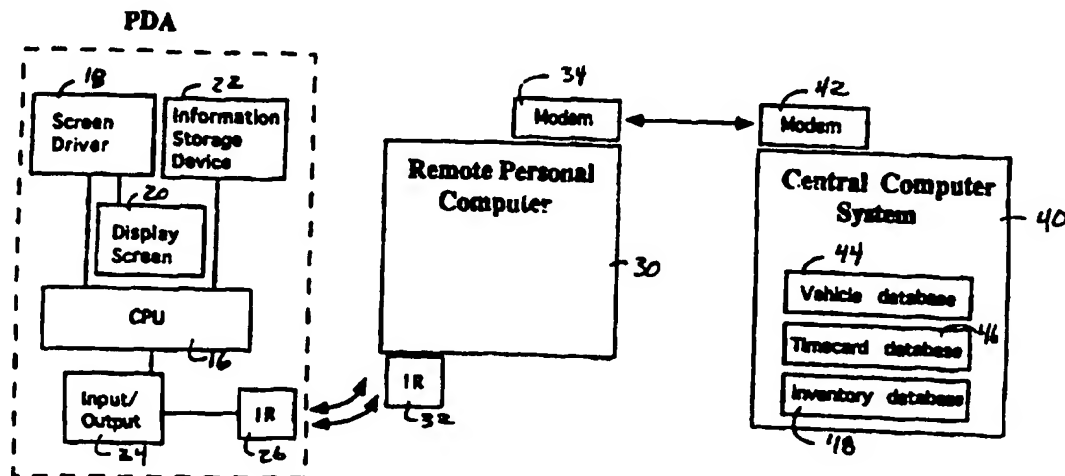 PDA
18
Screen
Driver
22
Information
Storage
Device
20
Display
Screen
CPU
16
Input/
Output
24
IR
26
34
Modem
Remote Personal
Computer
30
IR
32
42
Modem
Central Computer
System
40
44
Vehicle database
Timecard database
46
Inventory database
48